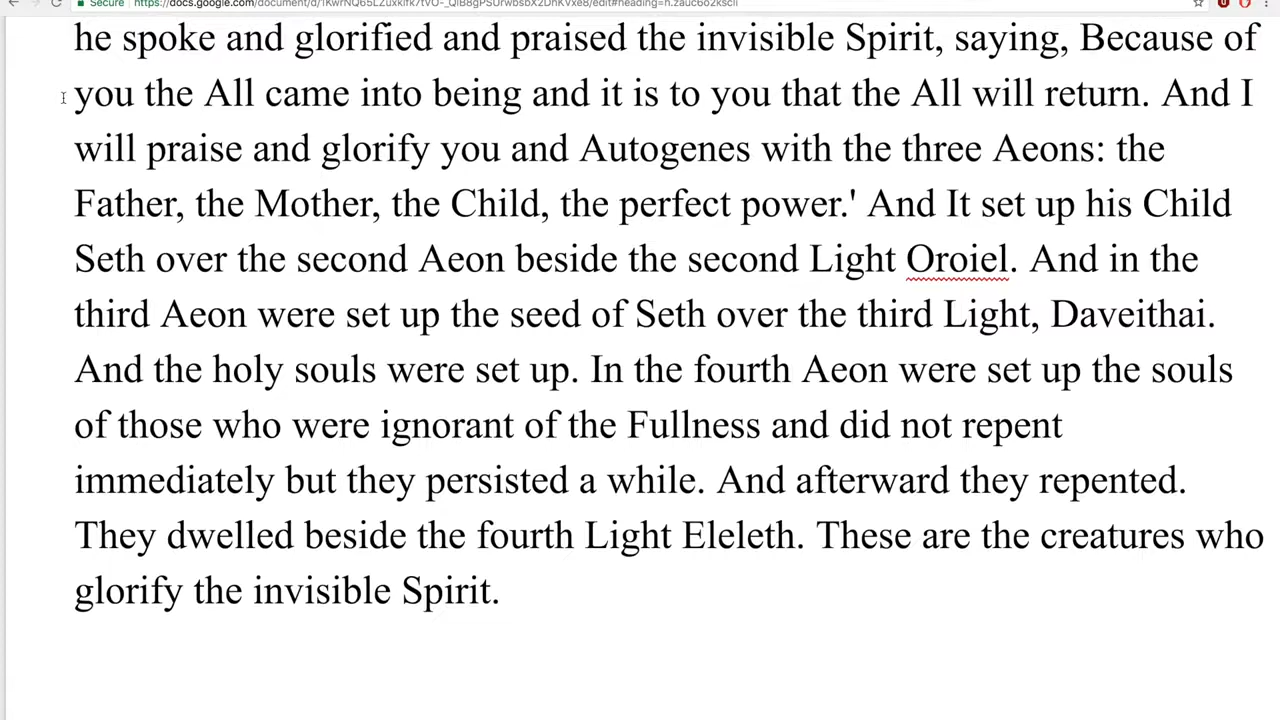 Secure
he spoke and glorified and praised the invisible Spirit, saying, Because of
you the All came into being and it is to you that the All will return. And I
will praise and glorify you and Autogenes with the three Aeons: the
Father, the Mother, the Child, the perfect power.' And It set up his Child
Seth over the second Aeon beside the second Light Oroiel. And in the
third Aeon were set up the seed of Seth over the third Light, Daveithai.
And the holy souls were set up. In the fourth Aeon were set up the souls
of those who were ignorant of the Fullness and did not repent
immediately but they persisted a while. And afterward they repented.
They dwelled beside the fourth Light Eleleth. These are the creatures who
glorify the invisible Spirit.